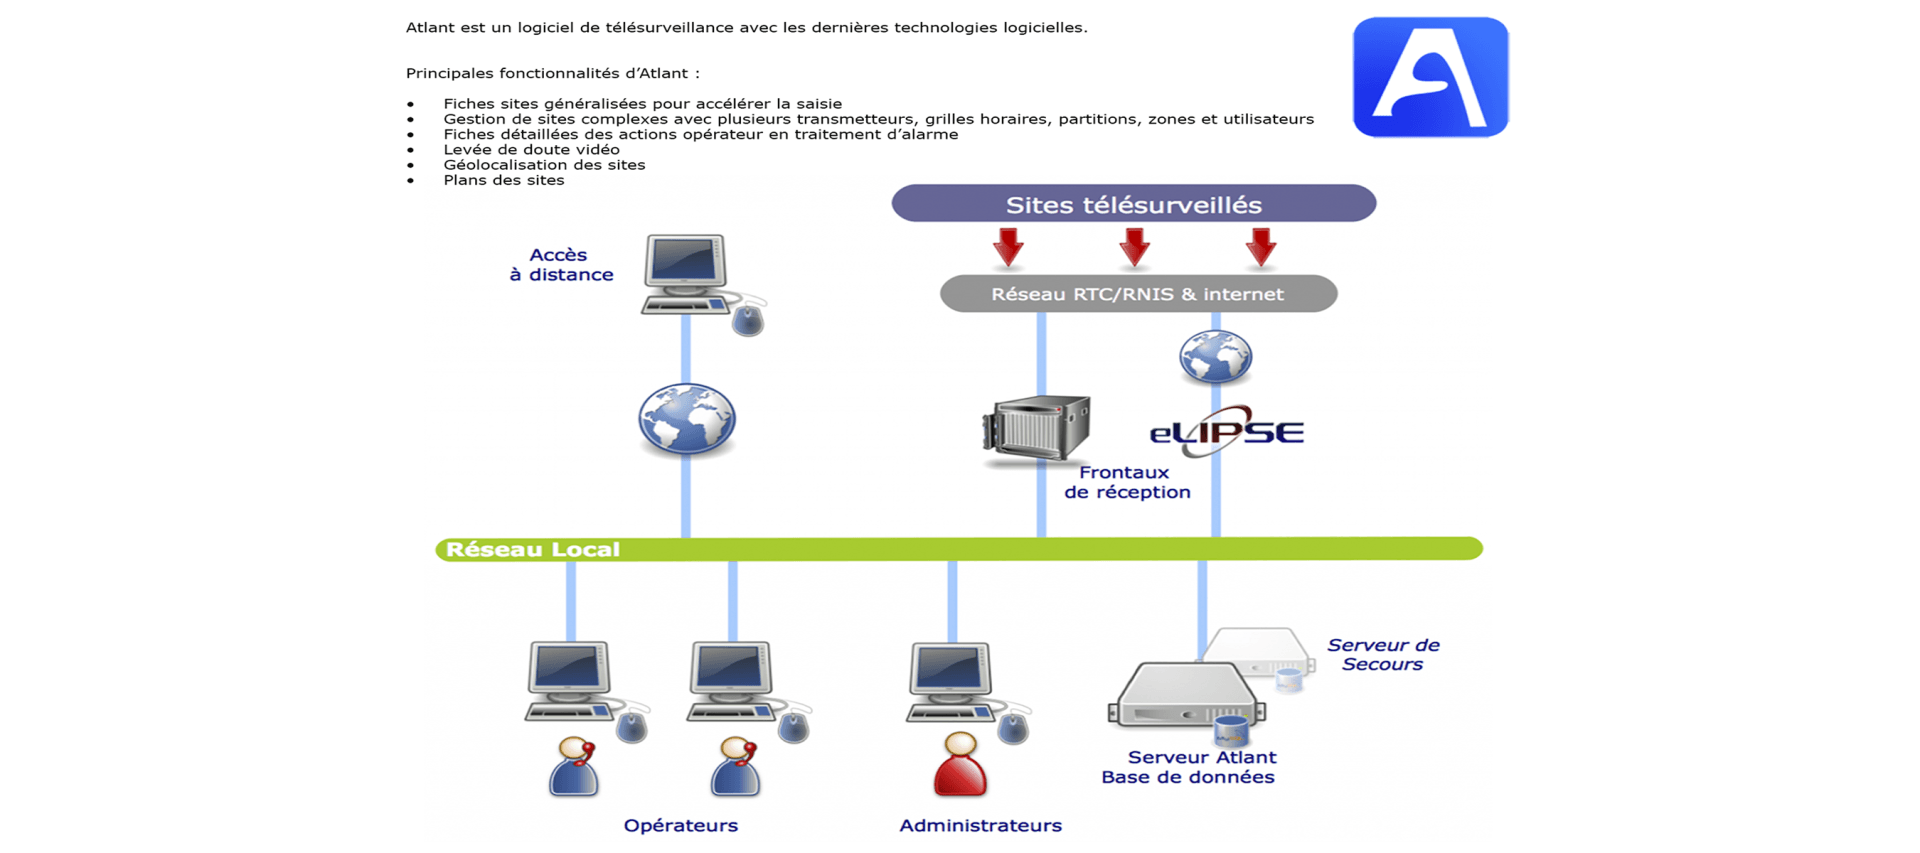 Atlant est un logiciel de télésurveillance avec les dernières technologies logicielles.
Principales fonctionnalités d’Atlant :
• Fiches sites généralisées pour accélérer la saisie
• Gestion de sites complexes avec plusieurs transmetteurs, grilles horaires, partitions, zones et utilisateurs
• Fiches détaillées des actions opérateur en traitement d’alarme
• Levée de doute vidéo
• Géolocalisation des sites
• Plans des sites
Sites télésurveillés
Accès
à distance
Réseau RTC/RNIS & internet
eLIPSE
Frontaux
de réception
Réseau Local
Serveur de
Secours
Serveur Atlant
Base de données
Opérateurs
Administrateurs